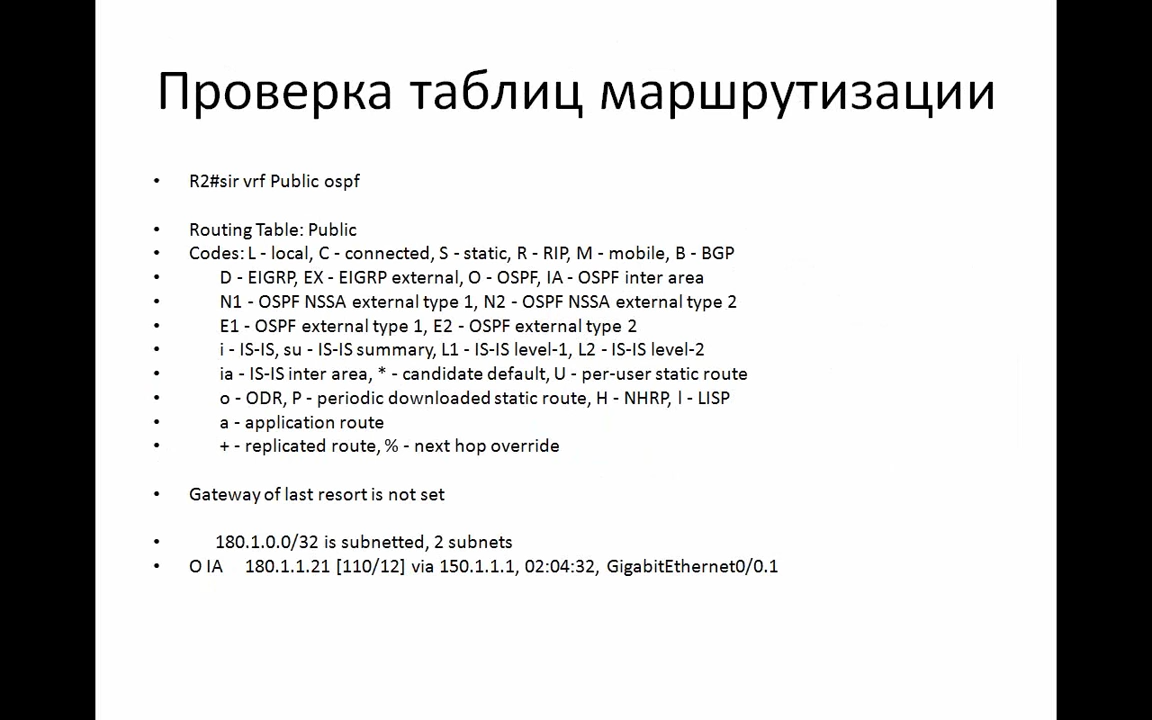 Проверка таблиц маршрутизации
• R2#sir vrf Public ospf
• Routing Table: Public
• Codes: L - local, C - connected, S - static, R - RIP, M - mobile, B - BGP
• D - EIGRP, EX - EIGRP external, O - OSPF, IA - OSPF inter area
• N1 - OSPF NSSA external type 1, N2 - OSPF NSSA external type 2
• E1 - OSPF external type 1, E2 - OSPF external type 2
• i - IS-IS, su - IS-IS summary, L1 - IS-IS level-1, L2 - IS-IS level-2
• ia - IS-IS inter area, * - candidate default, U - per-user static route
• o - ODR, P - periodic downloaded static route, H - NHRP, l - LISP
• a - application route
• + - replicated route, % - next hop override
• Gateway of last resort is not set
• 180.1.0.0/32 is subnetted, 2 subnets
• O IA 180.1.1.21 [110/12] via 150.1.1.1, 02:04:32, GigabitEthernet0/0.1